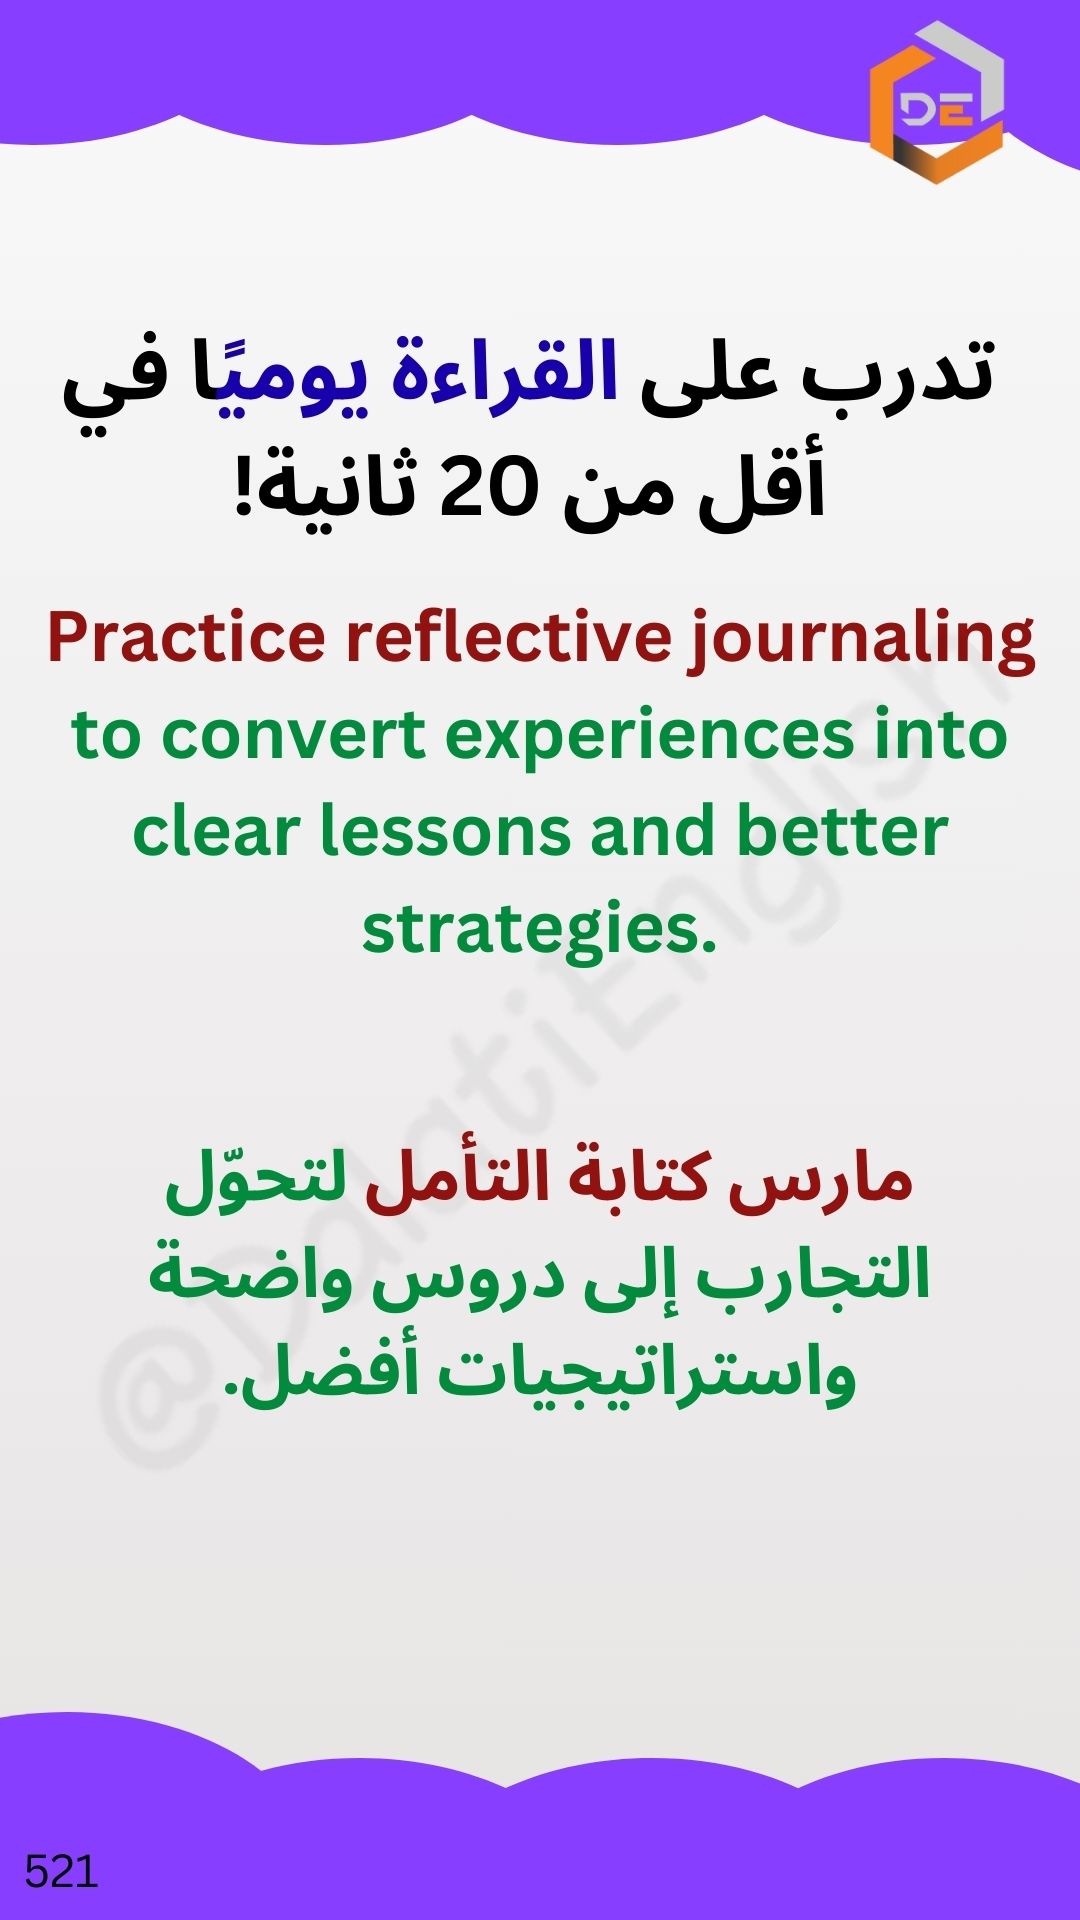 DE
تدرب على القراءة يوميًا في
أقل من 20 ثانية!
Practice reflective journaling
to convert experiences into
clear lessons and better
strategies.
مارس كتابة التأمل لتحوّل
التجارب إلى دروس واضحة
واستراتيجيات أفضل.
@DalatiEnglish
521